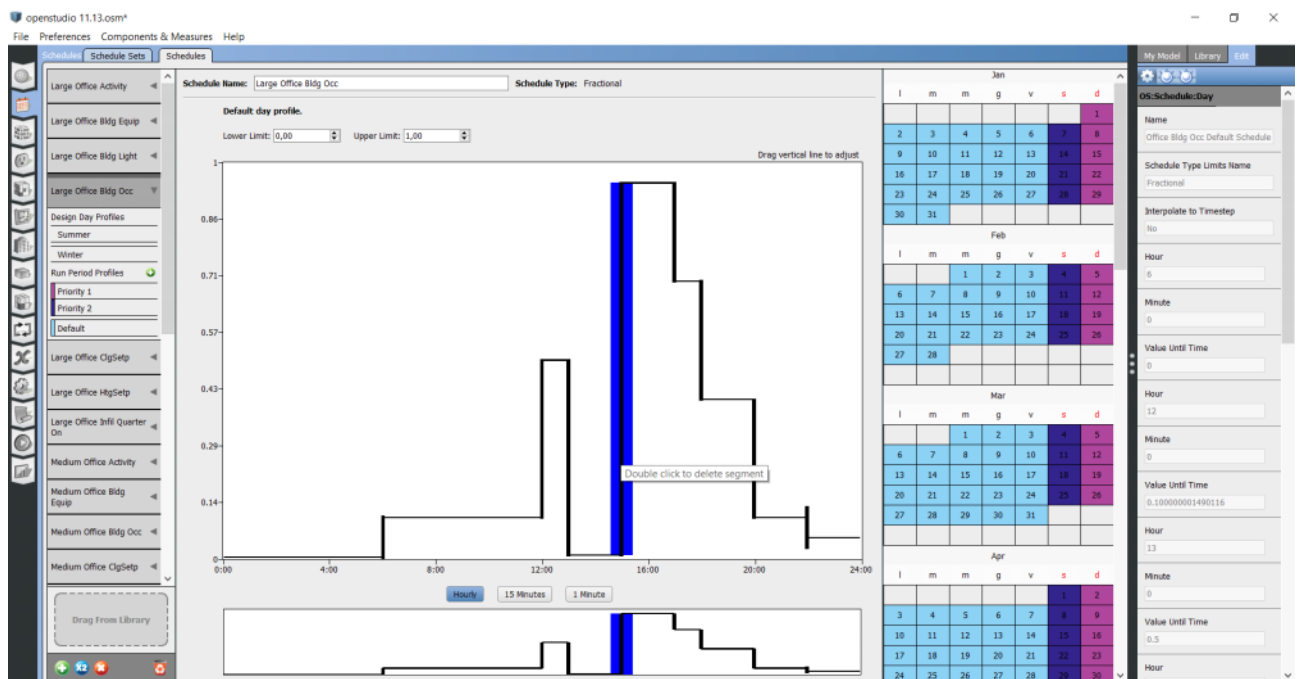 openstudio 11.13.osm*
File Preferences Components & Measures Help
Schedules Schedule Sets Schedules
My Model Library Edit
Large Office Activity
Large Office Bldg Equip
Large Office Bldg Light
Large Office Bldg Occ
Design Day Profiles
Summer
Winter
Run Period Profiles
Priority 1
Priority 2
Default
Large Office ClgSetp
Large Office HtgSetp
Large Office Infil Quarter
On
Medium Office Activity
Medium Office Bldg
Equip
Medium Office Bldg Occ
Medium Office ClgSetp
Drag From Library
X2
Schedule Name: Large Office Bldg Occ Schedule Type: Fractional
Default day profile.
Lower Limit: 0,00 Upper Limit: 1,00
Drag vertical line to adjust
1
0.86
0.71
0.57
0.43
0.29
0.14
0
Double click to delete segment
0:00 4:00 8:00 12:00 16:00 20:00 24:00
Hourly 15 Minutes 1 Minute
Jan
l m m g v s d
1
2 3 4 5 6 7 8
9 10 11 12 13 14 15
16 17 18 19 20 21 22
23 24 25 26 27 28 29
30 31
Feb
l m m g v s d
1 2 3 4 5
6 7 8 9 10 11 12
13 14 15 16 17 18 19
20 21 22 23 24 25 26
27 28
Mar
l m m g v s d
1 2 3 4 5
6 7 8 9 10 11 12
13 14 15 16 17 18 19
20 21 22 23 24 25 26
27 28 29 30 31
Apr
l m m g v s d
1 2
3 4 5 6 7 8 9
10 11 12 13 14 15 16
17 18 19 20 21 22 23
24 25 26 27 28 29 30
OS:Schedule:Day
Name
Office Bldg Occ Default Schedule
Schedule Type Limits Name
Fractional
Interpolate to Timestep
No
Hour
6
Minute
0
Value Until Time
0
Hour
12
Minute
0
Value Until Time
0.100000001490116
Hour
13
Minute
0
Value Until Time
0.5
Hour